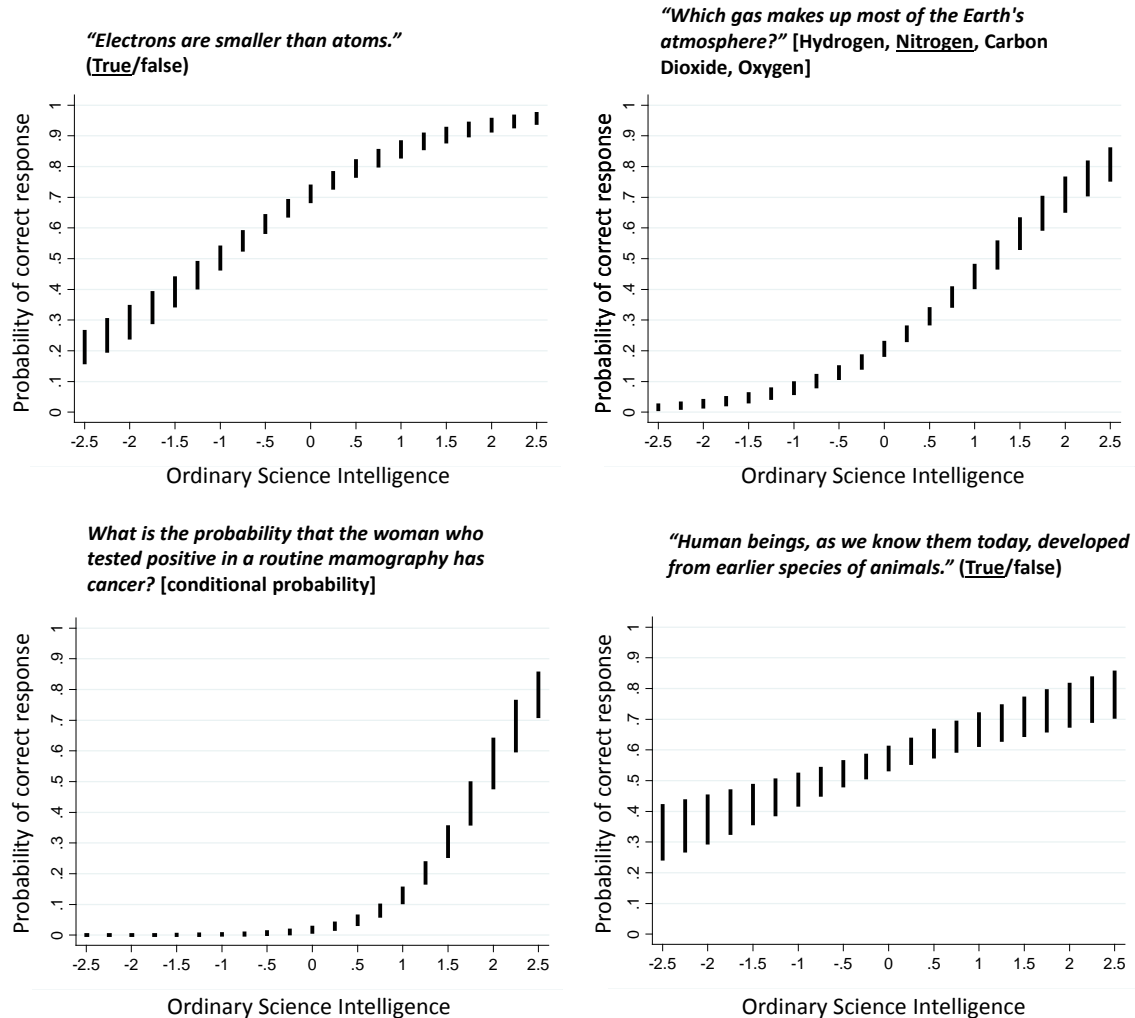 “Electrons are smaller than atoms.”
(True/false)
Probability of correct response
1
.9
.8
.7
.6
.5
.4
.3
.2
.1
0
-2.5 -2 -1.5 -1 -.5 0 .5 1 1.5 2 2.5
Ordinary Science Intelligence
“Which gas makes up most of the Earth's
atmosphere?” [Hydrogen, Nitrogen, Carbon
Dioxide, Oxygen]
Probability of correct response
1
.9
.8
.7
.6
.5
.4
.3
.2
.1
0
-2.5 -2 -1.5 -1 -.5 0 .5 1 1.5 2 2.5
Ordinary Science Intelligence
What is the probability that the woman who
tested positive in a routine mamography has
cancer? [conditional probability]
Probability of correct response
1
.9
.8
.7
.6
.5
.4
.3
.2
.1
0
-2.5 -2 -1.5 -1 -.5 0 .5 1 1.5 2 2.5
Ordinary Science Intelligence
“Human beings, as we know them today, developed
from earlier species of animals.” (True/false)
Probability of correct response
1
.9
.8
.7
.6
.5
.4
.3
.2
.1
0
-2.5 -2 -1.5 -1 -.5 0 .5 1 1.5 2 2.5
Ordinary Science Intelligence